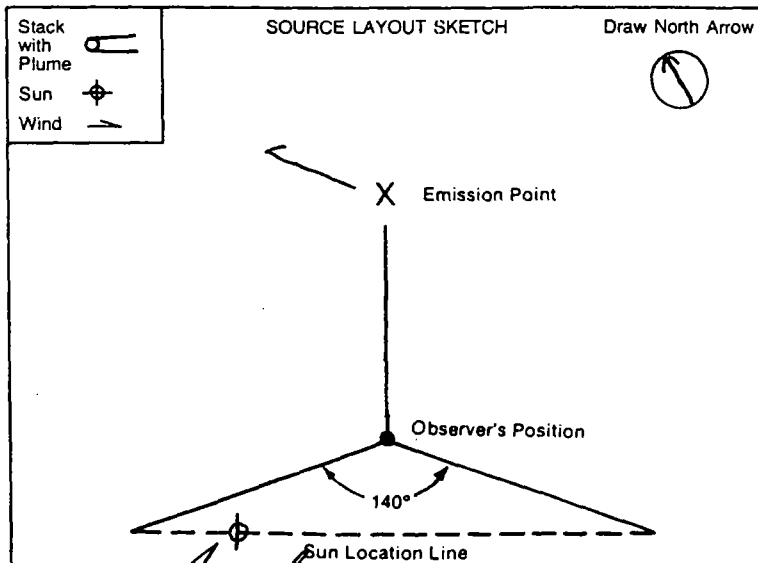 Stack
with
Plume
Sun
Wind
SOURCE LAYOUT SKETCH
Draw North Arrow
X Emission Point
Observer's Position
140°
Sun Location Line